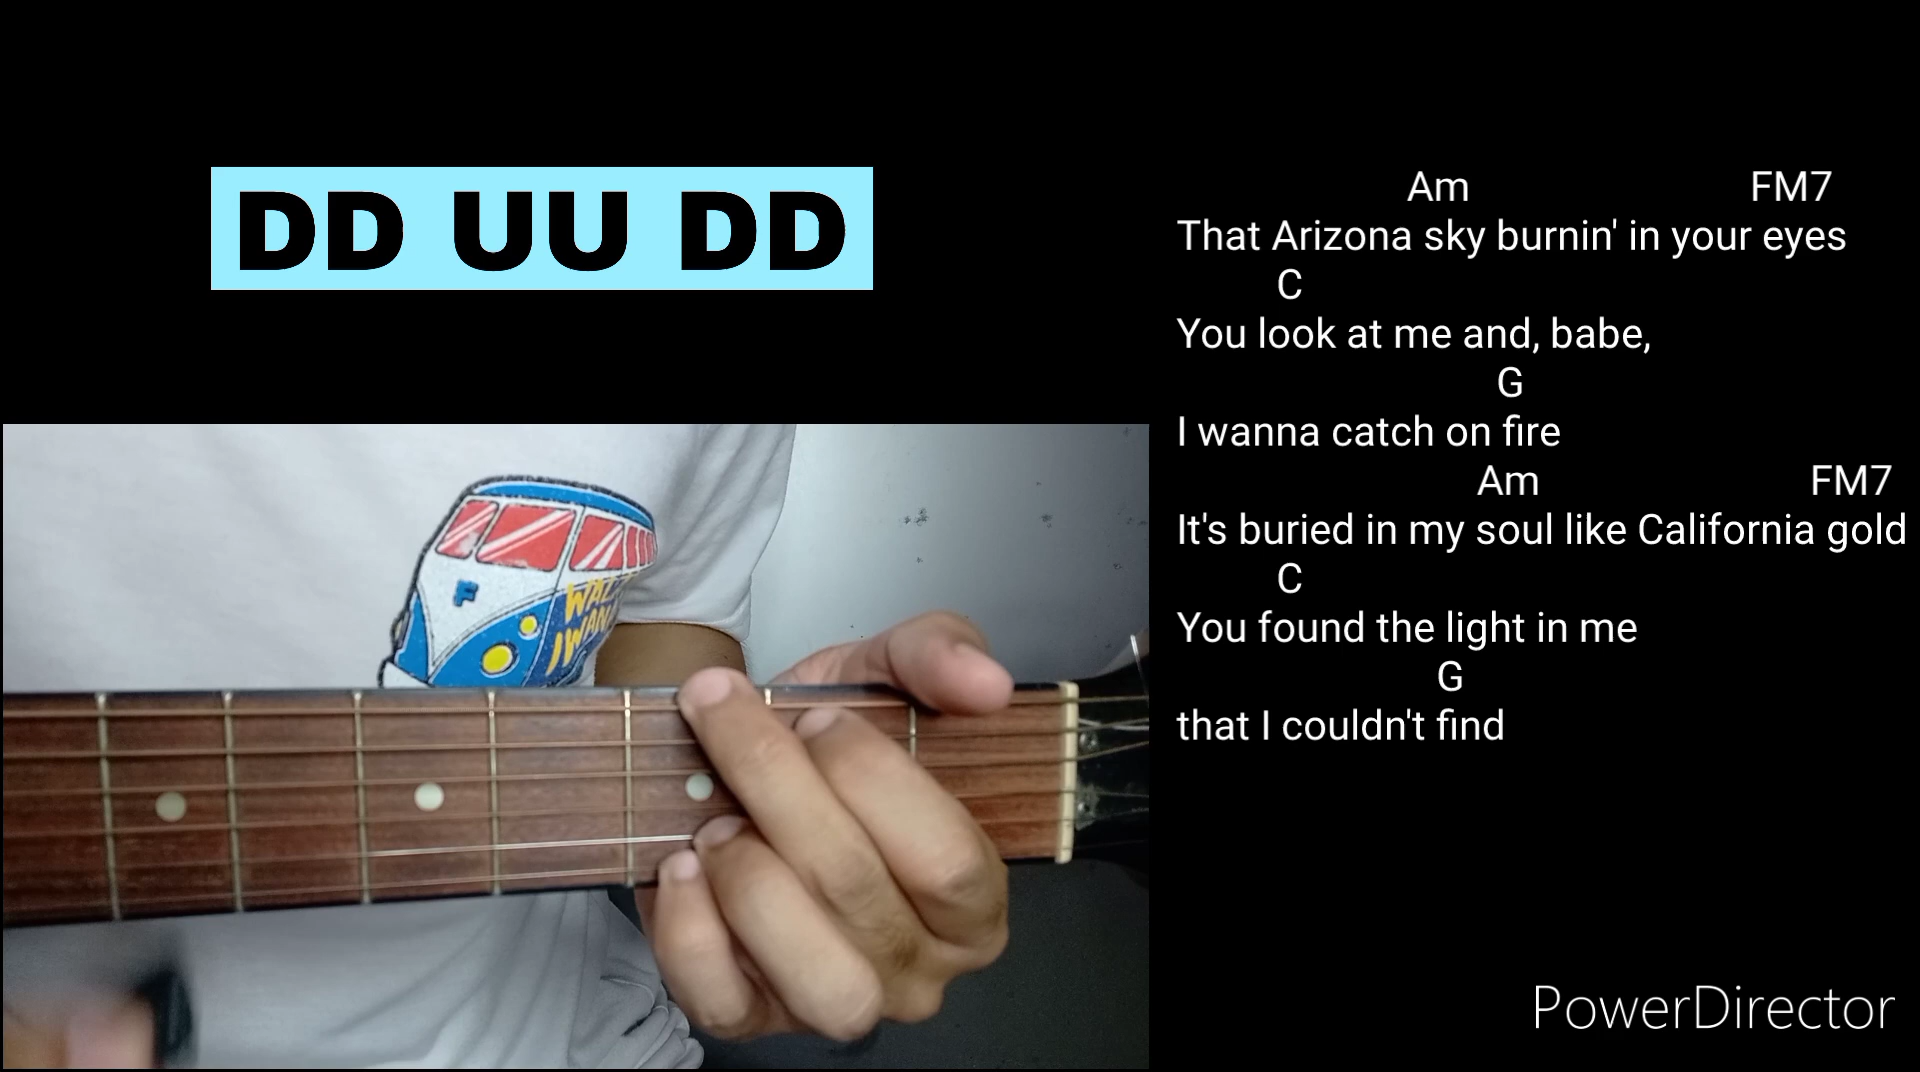 DD UU DD
Am FM7
That Arizona sky burnin' in your eyes
C
You look at me and, babe,
G
I wanna catch on fire
Am FM7
It's buried in my soul like California gold
C
You found the light in me
G
that I couldn't find
F
IWAN
PowerDirector